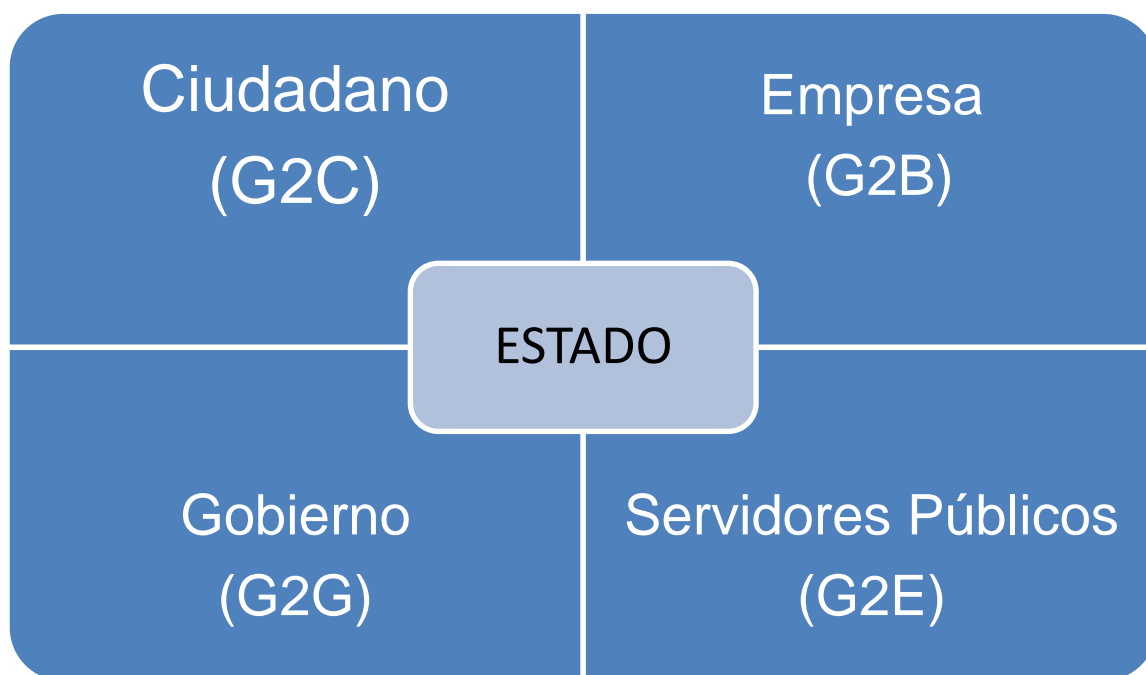 Ciudadano
(G2C)
Empresa
(G2B)
ESTADO
Gobierno
(G2G)
Servidores Públicos
(G2E)